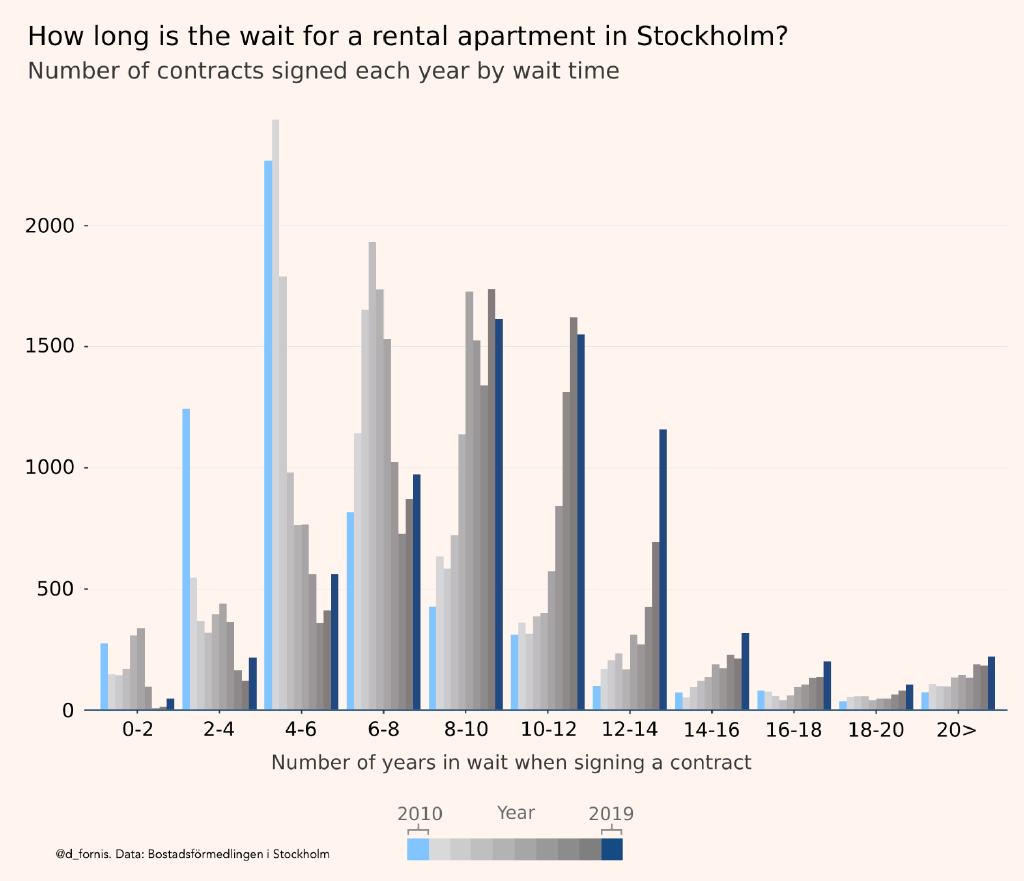 How long is the wait for a rental apartment in Stockholm?
Number of contracts signed each year by wait time
2000
1500
1000
500
0
0-2 2-4 4-6 6-8 8-10 10-12 12-14 14-16 16-18 18-20 20>
Number of years in wait when signing a contract
2010 Year 2019
@d_fornis. Data: Bostadsförmedlingen i Stockholm